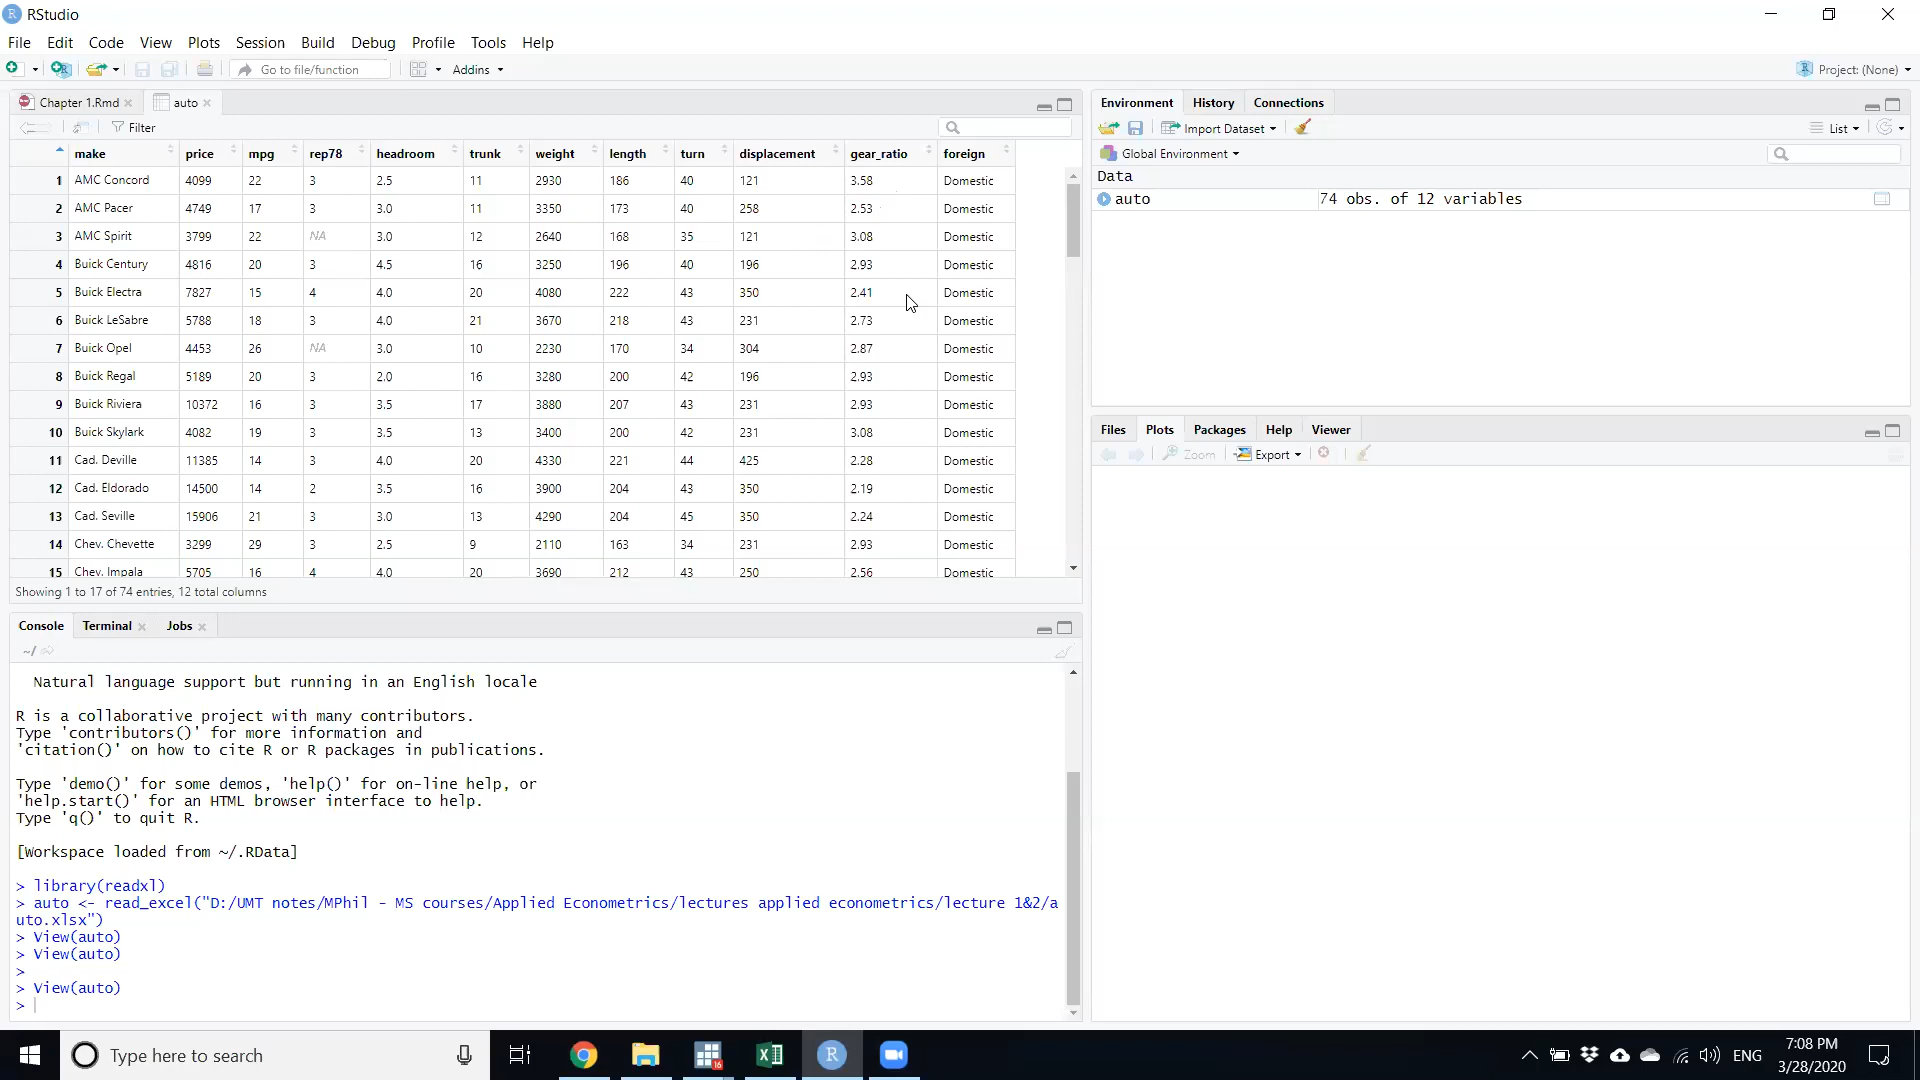 RStudio
File Edit Code View Plots Session Build Debug Profile Tools Help
Go to file/function Addins Project: (None)
Chapter 1.Rmd auto
Filter
make price mpg rep78 headroom trunk weight length turn displacement gear_ratio foreign
1 AMC Concord 4099 22 3 2.5 11 2930 186 40 121 3.58 Domestic
2 AMC Pacer 4749 17 3 3.0 11 3350 173 40 258 2.53 Domestic
3 AMC Spirit 3799 22 NA 3.0 12 2640 168 35 121 3.08 Domestic
4 Buick Century 4816 20 3 4.5 16 3250 196 40 196 2.93 Domestic
5 Buick Electra 7827 15 4 4.0 20 4080 222 43 350 2.41 Domestic
6 Buick LeSabre 5788 18 3 4.0 21 3670 218 43 231 2.73 Domestic
7 Buick Opel 4453 26 NA 3.0 10 2230 170 34 304 2.87 Domestic
8 Buick Regal 5189 20 3 2.0 16 3280 200 42 196 2.93 Domestic
9 Buick Riviera 10372 16 3 3.5 17 3880 207 43 231 2.93 Domestic
10 Buick Skylark 4082 19 3 3.5 13 3400 200 42 231 3.08 Domestic
11 Cad. Deville 11385 14 3 4.0 20 4330 221 44 425 2.28 Domestic
12 Cad. Eldorado 14500 14 2 3.5 16 3900 204 43 350 2.19 Domestic
13 Cad. Seville 15906 21 3 3.0 13 4290 204 45 350 2.24 Domestic
14 Chev. Chevette 3299 29 3 2.5 9 2110 163 34 231 2.93 Domestic
15 Chev. Impala 5705 16 4 4.0 20 3690 212 43 250 2.56 Domestic
Showing 1 to 17 of 74 entries, 12 total columns
Console Terminal Jobs
~/
Natural language support but running in an English locale
R is a collaborative project with many contributors.
Type 'contributors()' for more information and
'citation()' on how to cite R or R packages in publications.
Type 'demo()' for some demos, 'help()' for on-line help, or
'help.start()' for an HTML browser interface to help.
Type 'q()' to quit R.
[Workspace loaded from ~/.RData]
> library(readxl)
> auto <- read_excel("D:/UMT notes/MPhil - MS courses/Applied Econometrics/lectures applied econometrics/lecture 1&2/a
uto.xlsx")
> View(auto)
> View(auto)
>
> View(auto)
>
Environment History Connections
Import Dataset List
Global Environment
Data
auto 74 obs. of 12 variables
Files Plots Packages Help Viewer
Zoom Export
Type here to search
16
R
ENG
7:08 PM
3/28/2020